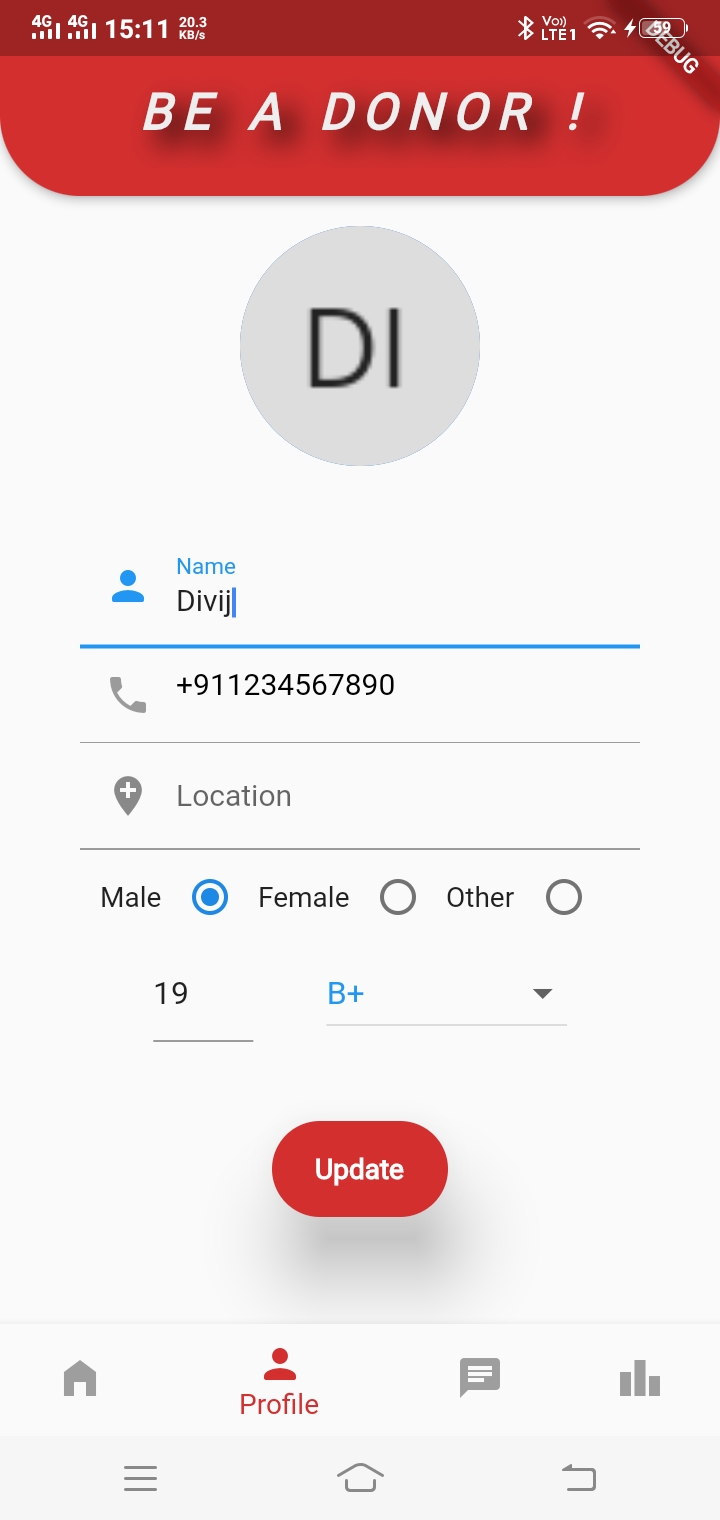 4G 4G 15:11 20.3 KB/s Vo)) LTE1 59
DEBUG
BE A DONOR !
DI
Name
Divij
+911234567890
Location
Male Female Other
19 B+
Update
Profile